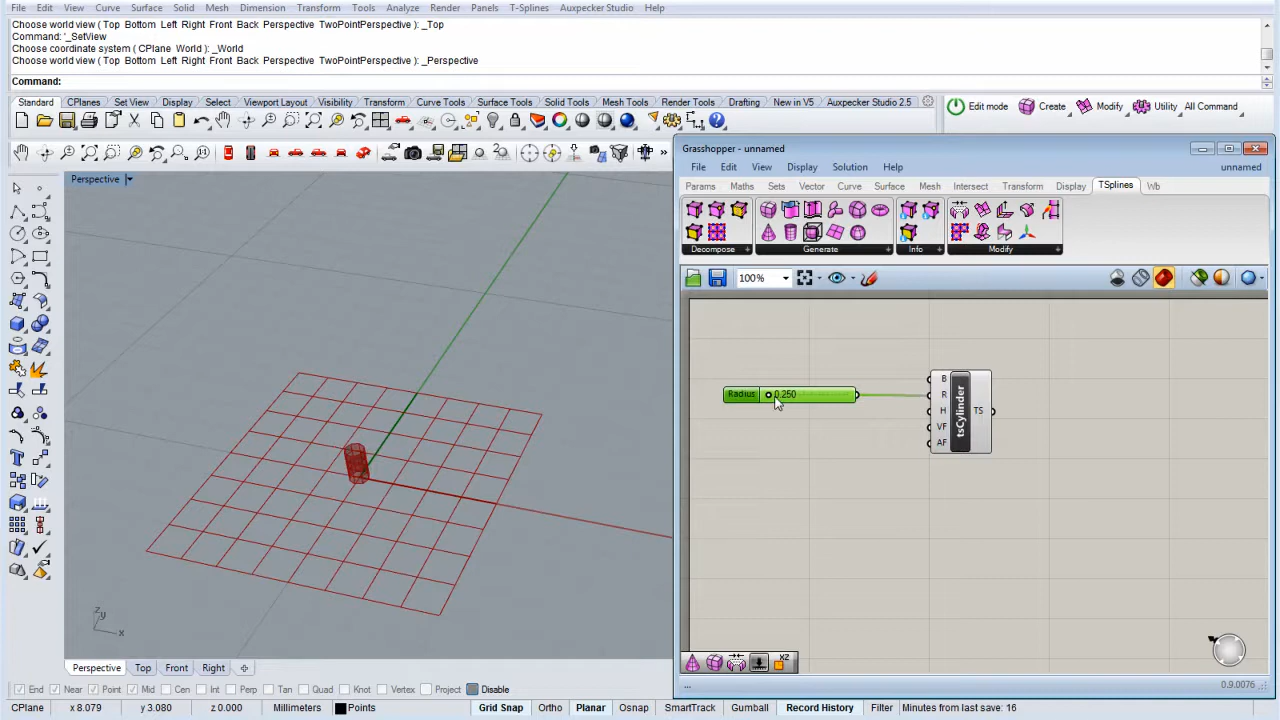 File Edit View Curve Surface Solid Mesh Dimension Transform Tools Analyze Render Panels T-Splines Auxpecker Studio Help
Choose world view ( Top Bottom Left Right Front Back Perspective TwoPointPerspective ): _Top
Command: '_SetView
Choose coordinate system ( CPlane World ): _World
Choose world view ( Top Bottom Left Right Front Back Perspective TwoPointPerspective ): _Perspective
Command:
Standard CPlanes Set View Display Select Viewport Layout Visibility Transform Curve Tools Surface Tools Solid Tools Mesh Tools Render Tools Drafting New in V5 Auxpecker Studio 2.5
Edit mode Create Modify Utility All Command
Grasshopper - unnamed
File Edit View Display Solution Help unnamed
Params Maths Sets Vector Curve Surface Mesh Intersect Transform Display TSplines Wb
Decompose Generate Info Modify
100%
Perspective
Radius 0.250
B
R
H
VF
AF
tsCylinder
TS
z
y
x
XZ
Perspective Top Front Right
0.9.0076
End Near Point Mid Cen Int Perp Tan Quad Knot Vertex Project Disable
CPlane x 8.079 y 3.080 z 0.000 Millimeters Points Grid Snap Ortho Planar Osnap SmartTrack Gumball Record History Filter Minutes from last save: 16